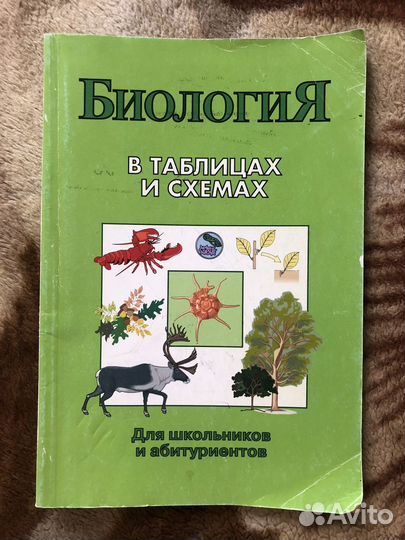 БИОЛОГИЯ
В ТАБЛИЦАХ
И СХЕМАХ
Для школьников
и абитуриентов
Avito